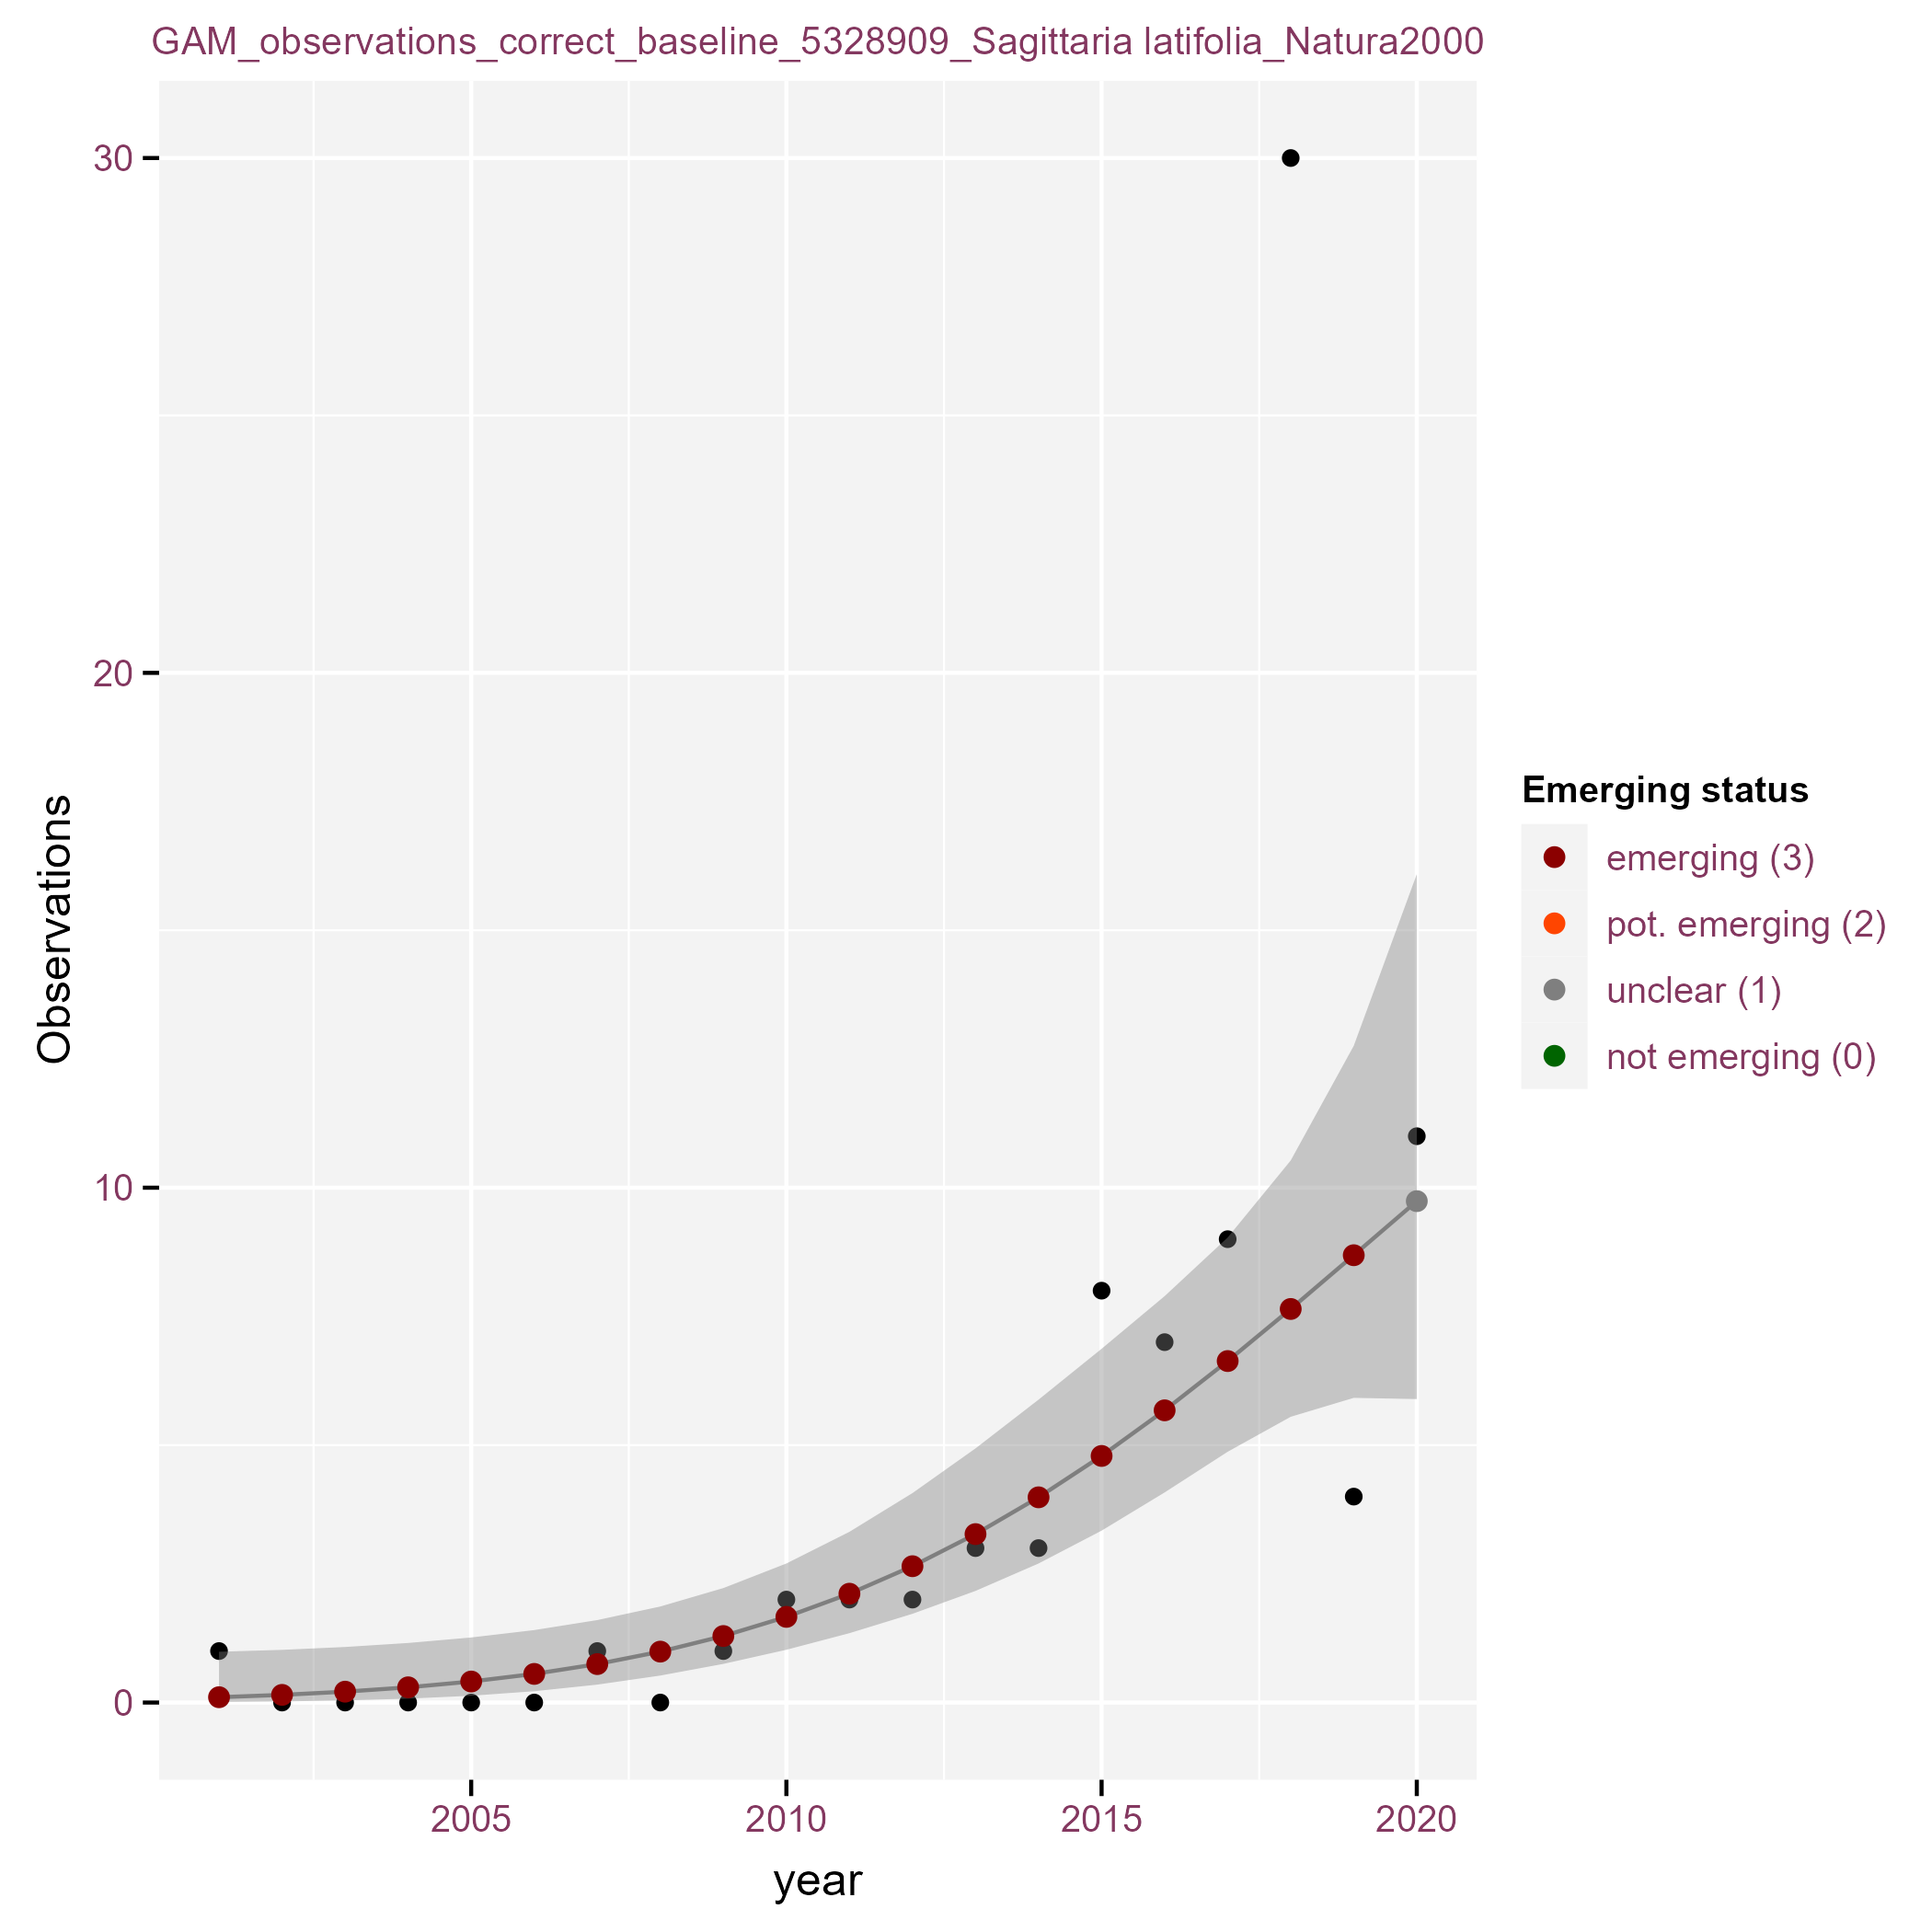 GAM_observations_correct_baseline_5328909_Sagittaria latifolia_Natura2000
30
20
10
0
Observations
2005 2010 2015 2020
year
Emerging status
emerging (3)
pot. emerging (2)
unclear (1)
not emerging (0)